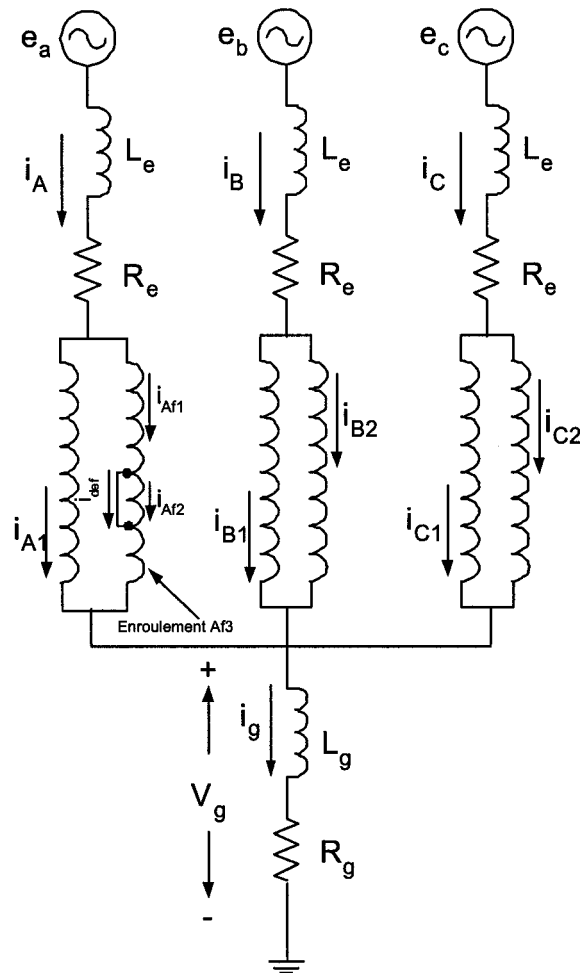 e_a
e_b
e_c
i_A
L_e
i_B
L_e
i_C
L_e
R_e
R_e
R_e
i_Af1
i_def
i_Af2
i_A1
i_B2
i_B1
i_C2
i_C1
Enroulement Af3
+
V_g
-
i_g
L_g
R_g